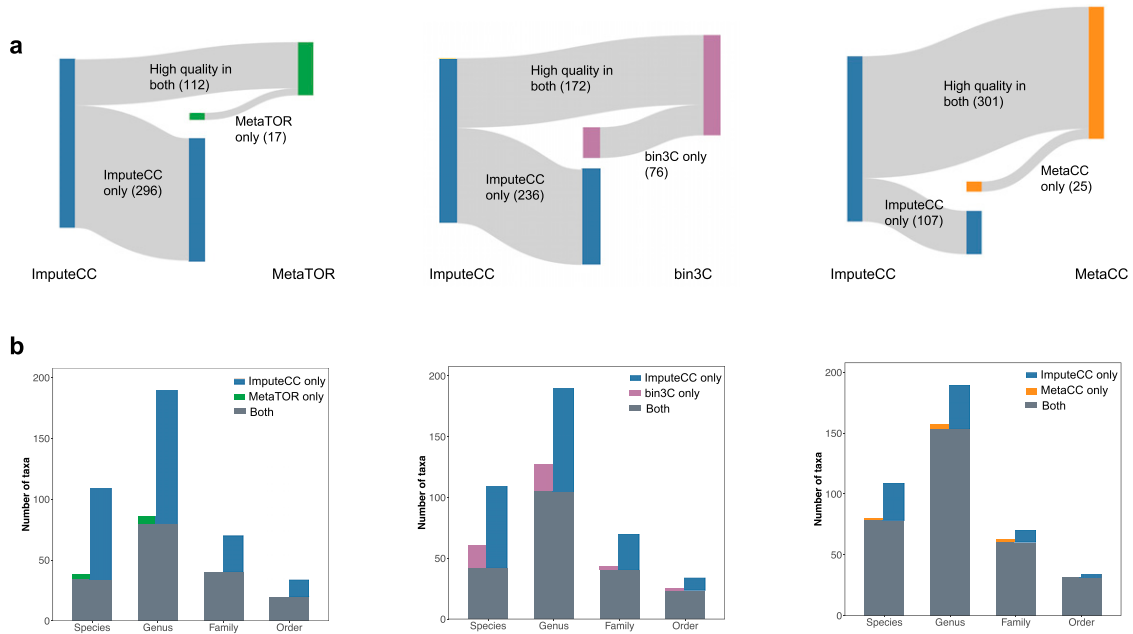 a
High quality in
both (112)
MetaTOR
only (17)
ImputeCC
only (296)
ImputeCC
MetaTOR
High quality in
both (172)
bin3C only
(76)
ImputeCC
only (236)
ImputeCC
bin3C
High quality in
both (301)
MetaCC
only (25)
ImputeCC
only (107)
ImputeCC
MetaCC
b
Number of taxa
200
150
100
50
0
ImputeCC only
MetaTOR only
Both
Species Genus Family Order
Number of taxa
200
150
100
50
0
ImputeCC only
bin3C only
Both
Species Genus Family Order
Number of taxa
200
150
100
50
0
ImputeCC only
MetaCC only
Both
Species Genus Family Order